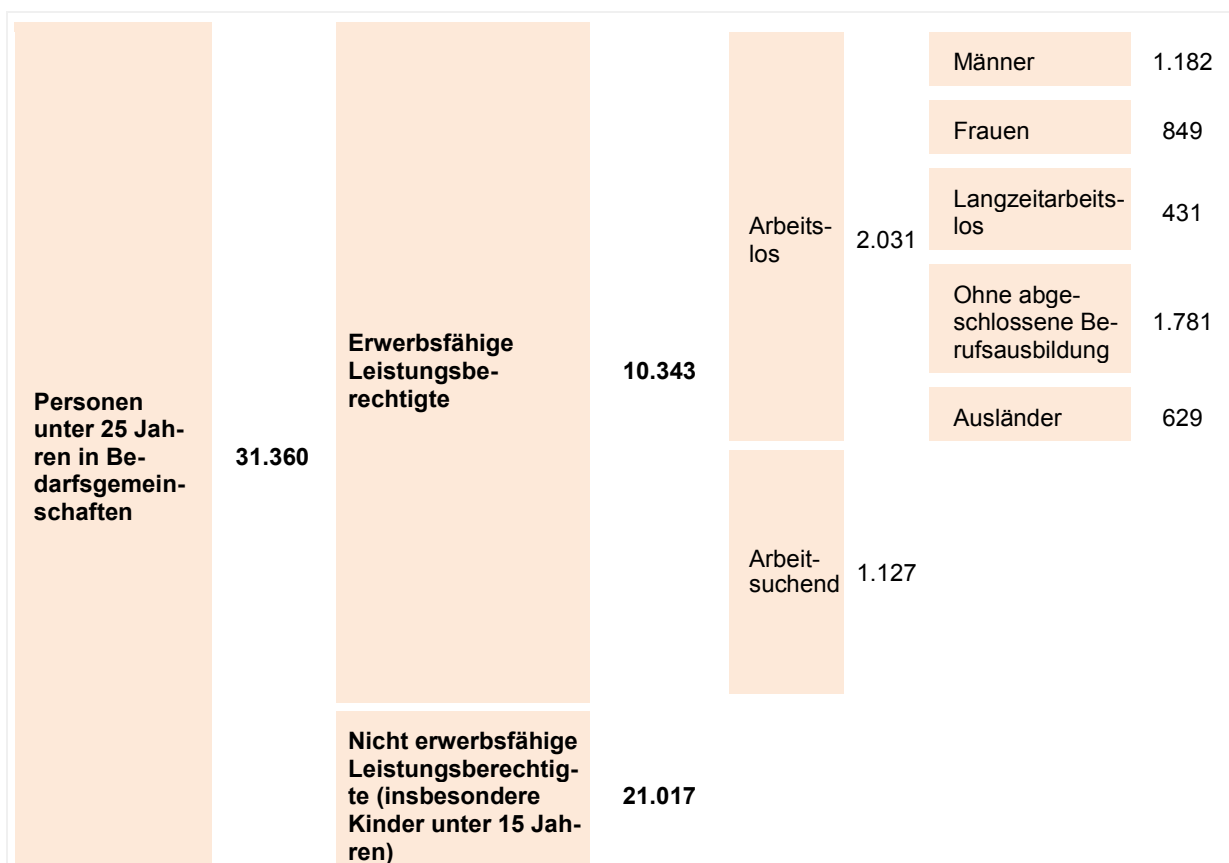 Personen
unter 25 Jah-
ren in Be-
darfsgemein-
schaften
31.360
Erwerbsfähige
Leistungsbe-
rechtigte
10.343
Arbeits-
los
2.031
Männer
1.182
Frauen
849
Langzeitarbeits-
los
431
Ohne abge-
schlossene Be-
rufsausbildung
1.781
Ausländer
629
Arbeit-
suchend
1.127
Nicht erwerbsfähige
Leistungsberechtig-
te (insbesondere
Kinder unter 15 Jah-
ren)
21.017